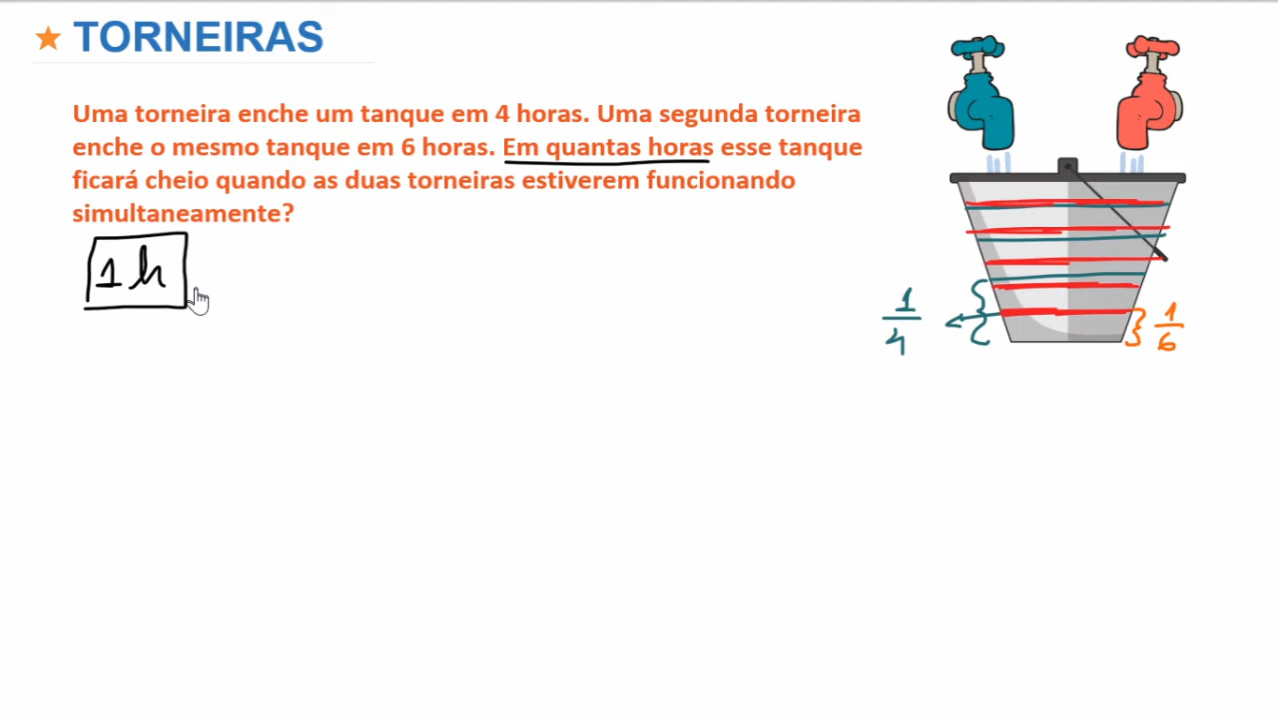 TORNEIRAS
Uma torneira enche um tanque em 4 horas. Uma segunda torneira
enche o mesmo tanque em 6 horas. Em quantas horas esse tanque
ficará cheio quando as duas torneiras estiverem funcionando
simultaneamente?
1 h
1
4
1
6